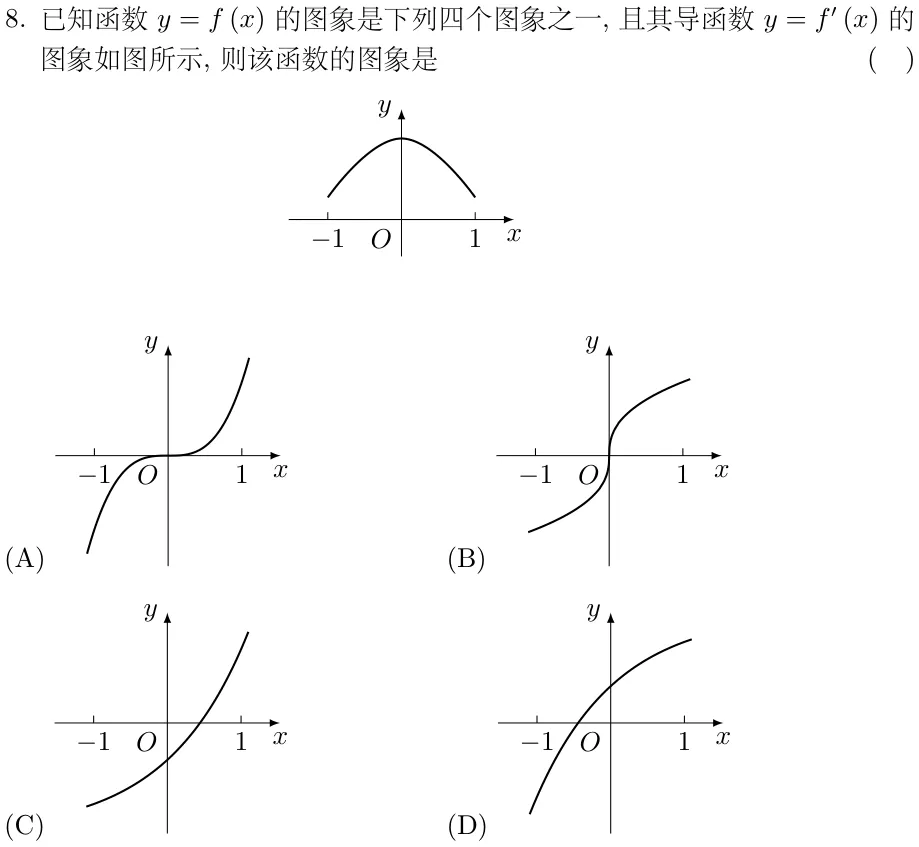 8. 已知函数 y = f (x) 的图象是下列四个图象之一, 且其导函数 y = f′ (x) 的
图象如图所示, 则该函数的图象是 ( )
y
−1 O 1 x
y
−1 O 1 x
(A)
y
−1 O 1 x
(B)
y
−1 O 1 x
(C)
y
−1 O 1 x
(D)